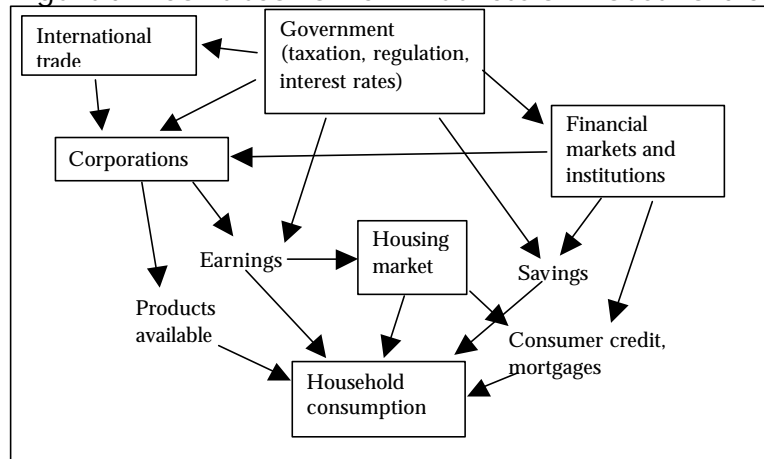 International
trade
Government
(taxation, regulation,
interest rates)
Corporations
Financial
markets and
institutions
Earnings
Housing
market
Savings
Products
available
Consumer credit,
mortgages
Household
consumption